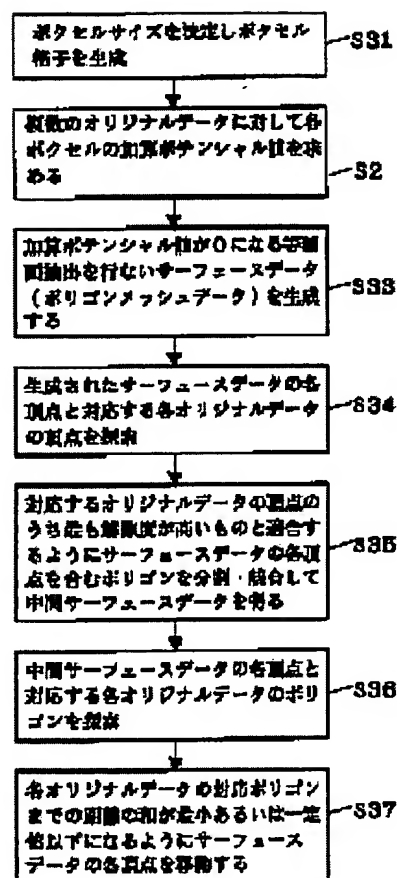 ボクセルサイズを決定しボクセル
格子を生成
S31
複数のオリジナルデータに対して各
ボクセルの加算ポテンシャル値を求
める
S2
加算ポテンシャル値が0になる等値
面抽出を行ないサーフェースデータ
(ポリゴンメッシュデータ)を生成
する
S33
生成されたサーフェースデータの各
頂点と対応する各オリジナルデータ
の頂点を探索
S34
対応するオリジナルデータの頂点の
うち最も解像度が高いものと適合す
るようにサーフェースデータの各頂
点を含むポリゴンを分割・統合して
中間サーフェースデータを得る
S35
中間サーフェースデータの各頂点と
対応する各オリジナルデータのポリ
ゴンを探索
S36
各オリジナルデータの対応ポリゴン
までの距離の和が最小あるいは一定
値以下になるようにサーフェース
データの各頂点を移動する
S37